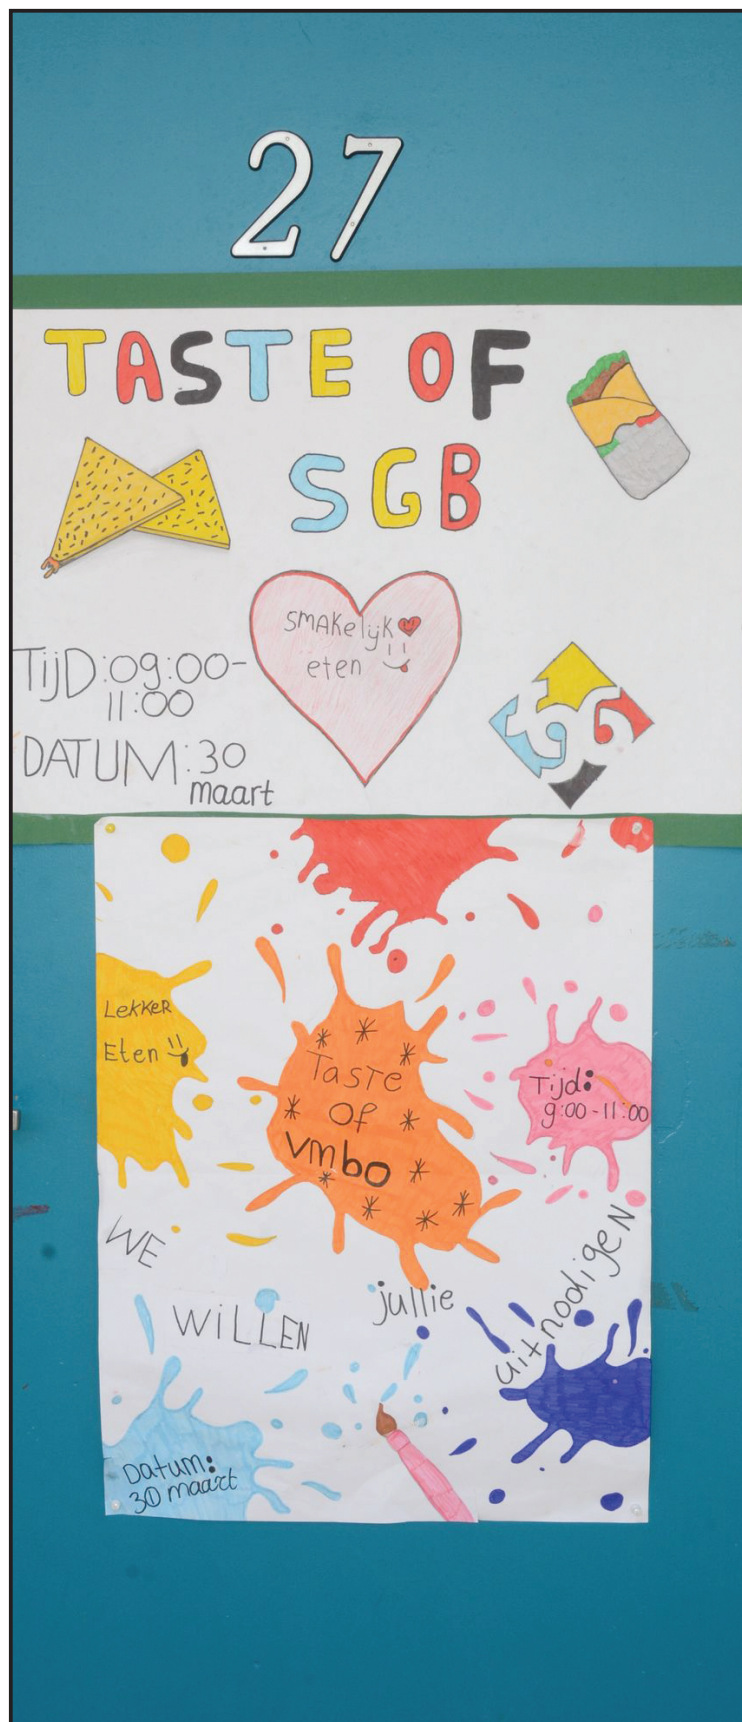 27
TASTE OF
SGB
SMAKelijk
eten
TIJD:09:00-
11:00
DATUM:30
maart
Lekker
Eten
Taste
Of
vmbo
Tijd:
9:00-11:00
WE
WILLEN
jullie
uitnodigen
Datum:
30 maart